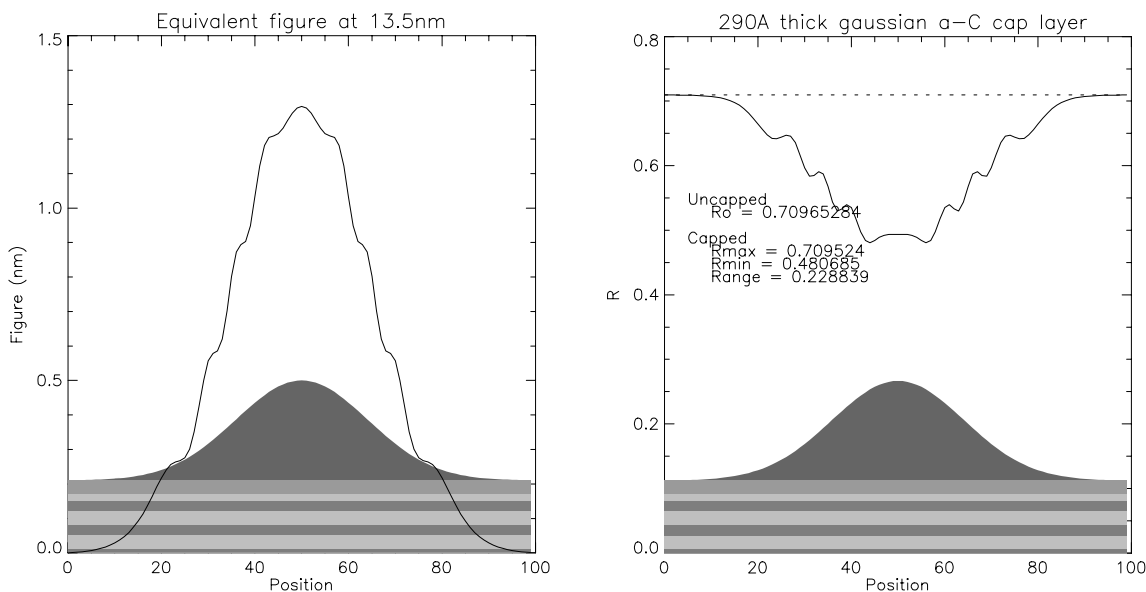 Equivalent figure at 13.5nm
1.5
1.0
0.5
0.0
Figure (nm)
0 20 40 60 80 100
Position
290A thick gaussian a-C cap layer
0.8
0.6
0.4
0.2
0.0
R
Uncapped
Ro = 0.70965284
Capped
Rmax = 0.709524
Rmin = 0.480685
Range = 0.228839
0 20 40 60 80 100
Position